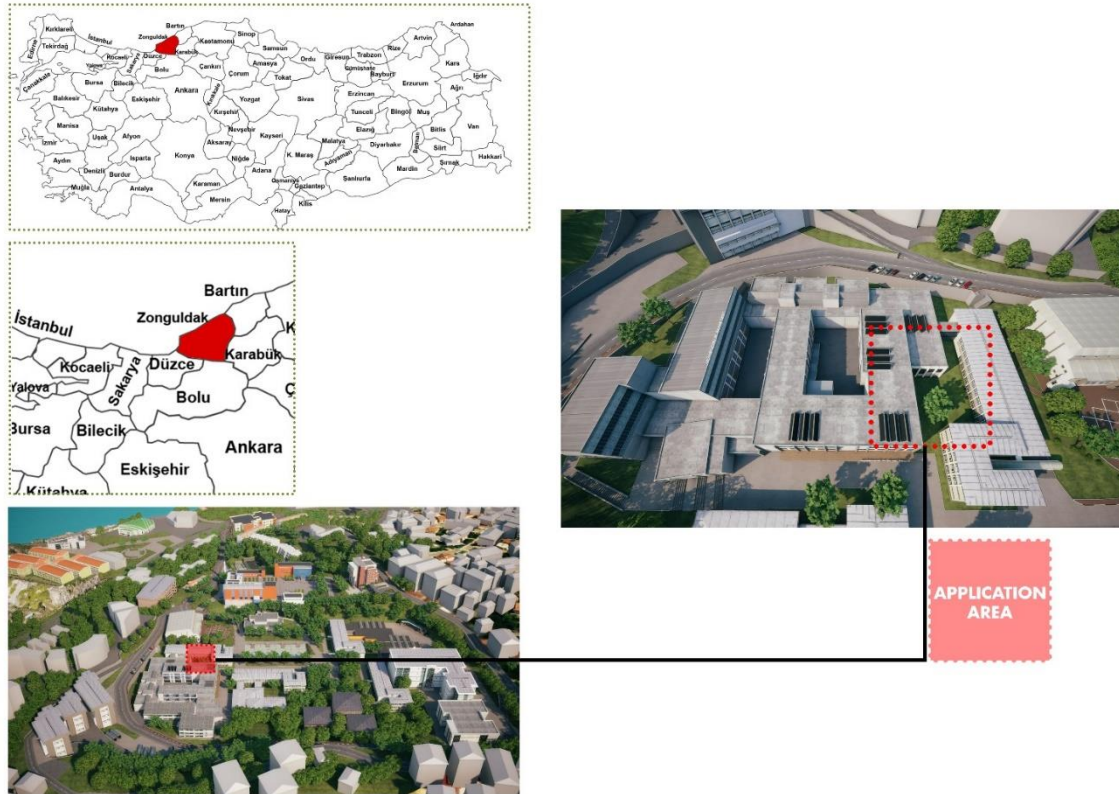 Kırklareli
Edirne
Tekirdağ
İstanbul
Kocaeli
Yalova
Sakarya
Düzce
Zonguldak
Bartın
Karabük
Kastamonu
Sinop
Samsun
Ordu
Giresun
Trabzon
Rize
Artvin
Ardahan
Kars
Iğdır
Çanakkale
Bursa
Bilecik
Bolu
Çankırı
Çorum
Amasya
Tokat
Gümüşhane
Bayburt
Erzurum
Ağrı
Balıkesir
Kütahya
Eskişehir
Ankara
Kırıkkale
Yozgat
Sivas
Erzincan
Tunceli
Bingöl
Muş
Manisa
Uşak
Afyon
Kırşehir
Nevşehir
Kayseri
Malatya
Elazığ
Diyarbakır
Batman
Bitlis
Van
İzmir
Aydın
Denizli
Isparta
Burdur
Konya
Aksaray
Niğde
Adana
K. Maraş
Adıyaman
Şanlıurfa
Mardin
Siirt
Şırnak
Hakkari
Muğla
Antalya
Karaman
Mersin
Osmaniye
Gaziantep
Kilis
Hatay
Bartın
Zonguldak
İstanbul
Kocaeli
Yalova
Sakarya
Düzce
Karabük
K
Ç
Bolu
Bursa
Bilecik
Ankara
Eskişehir
Kütahya
APPLICATION
AREA